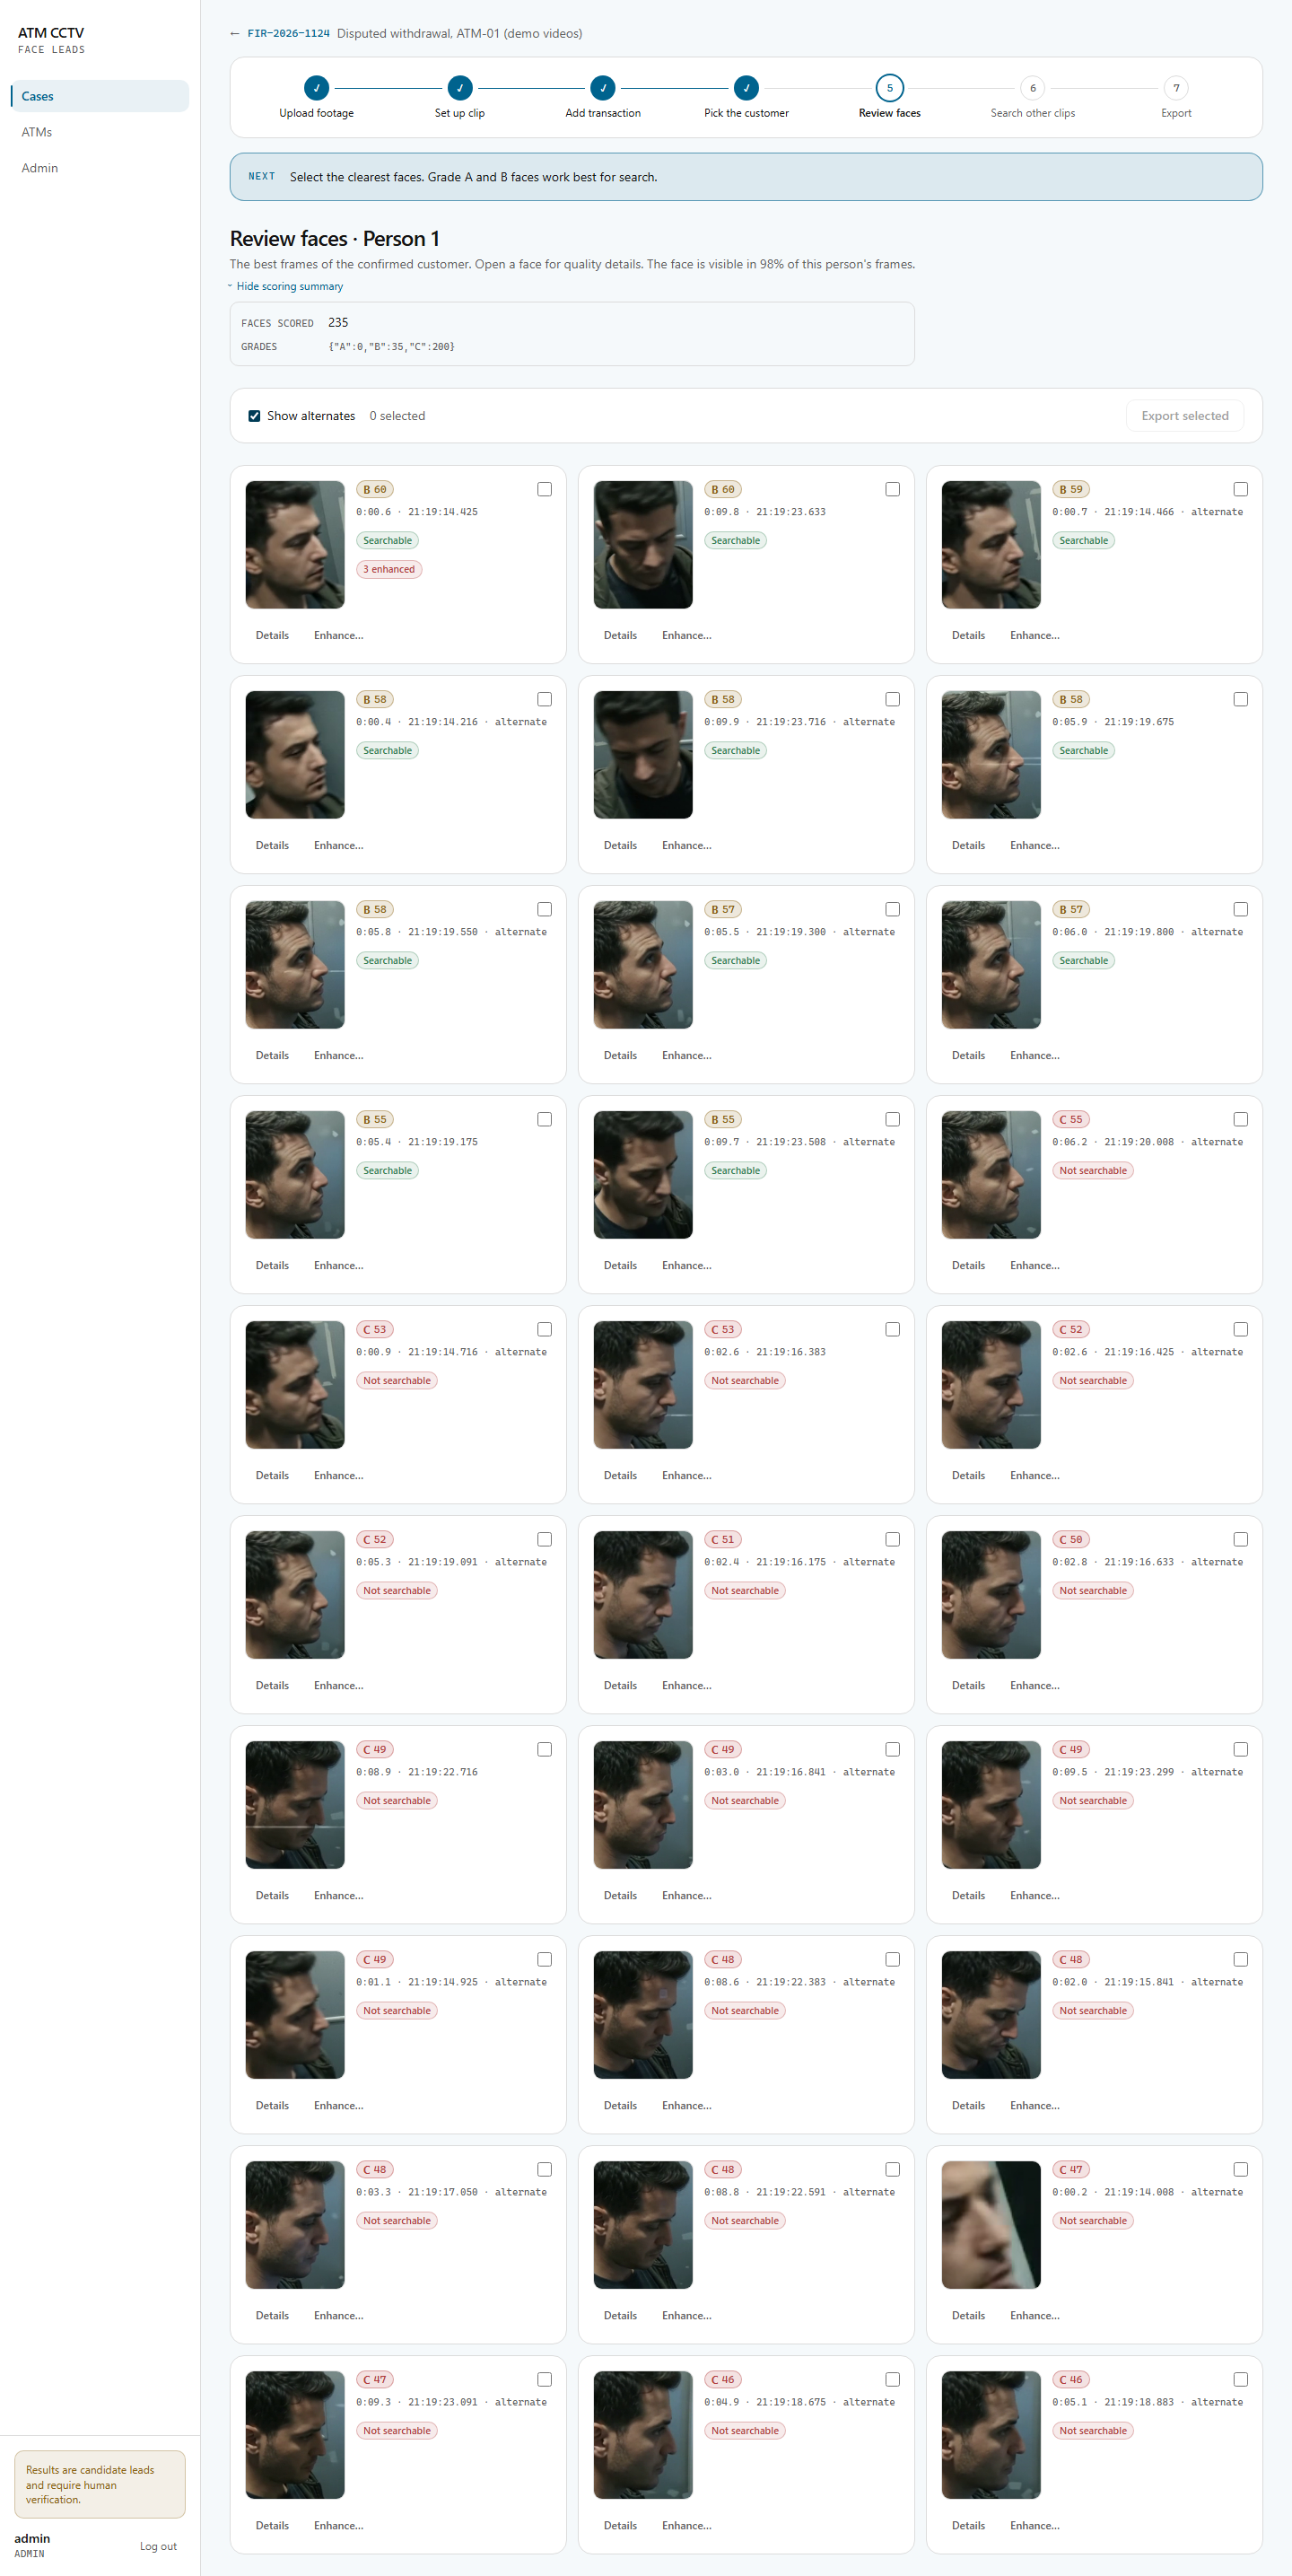 ATM CCTV
FACE LEADS
Cases
ATMs
Admin
← FIR-2026-1124 Disputed withdrawal, ATM-01 (demo videos)
✓ ✓ ✓ ✓ 5 6 7
Upload footage Set up clip Add transaction Pick the customer Review faces Search other clips Export
NEXT Select the clearest faces. Grade A and B faces work best for search.
Review faces · Person 1
The best frames of the confirmed customer. Open a face for quality details. The face is visible in 98% of this person's frames.
Hide scoring summary
FACES SCORED 235
GRADES {"A":0,"B":35,"C":200}
Show alternates 0 selected Export selected
B 60
0:00.6 · 21:19:14.425
Searchable
3 enhanced
Details Enhance...
B 60
0:09.8 · 21:19:23.633
Searchable
Details Enhance...
B 59
0:00.7 · 21:19:14.466 · alternate
Searchable
Details Enhance...
B 58
0:00.4 · 21:19:14.216 · alternate
Searchable
Details Enhance...
B 58
0:09.9 · 21:19:23.716 · alternate
Searchable
Details Enhance...
B 58
0:05.9 · 21:19:19.675
Searchable
Details Enhance...
B 58
0:05.8 · 21:19:19.550 · alternate
Searchable
Details Enhance...
B 57
0:05.5 · 21:19:19.300 · alternate
Searchable
Details Enhance...
B 57
0:06.0 · 21:19:19.800 · alternate
Searchable
Details Enhance...
B 55
0:05.4 · 21:19:19.175
Searchable
Details Enhance...
B 55
0:09.7 · 21:19:23.508 · alternate
Searchable
Details Enhance...
C 55
0:06.2 · 21:19:20.008 · alternate
Not searchable
Details Enhance...
C 53
0:00.9 · 21:19:14.716 · alternate
Not searchable
Details Enhance...
C 53
0:02.6 · 21:19:16.383
Not searchable
Details Enhance...
C 52
0:02.6 · 21:19:16.425 · alternate
Not searchable
Details Enhance...
C 52
0:05.3 · 21:19:19.091 · alternate
Not searchable
Details Enhance...
C 51
0:02.4 · 21:19:16.175 · alternate
Not searchable
Details Enhance...
C 50
0:02.8 · 21:19:16.633 · alternate
Not searchable
Details Enhance...
C 49
0:08.9 · 21:19:22.716
Not searchable
Details Enhance...
C 49
0:03.0 · 21:19:16.841 · alternate
Not searchable
Details Enhance...
C 49
0:09.5 · 21:19:23.299 · alternate
Not searchable
Details Enhance...
C 49
0:01.1 · 21:19:14.925 · alternate
Not searchable
Details Enhance...
C 48
0:08.6 · 21:19:22.383 · alternate
Not searchable
Details Enhance...
C 48
0:02.0 · 21:19:15.841 · alternate
Not searchable
Details Enhance...
C 48
0:03.3 · 21:19:17.050 · alternate
Not searchable
Details Enhance...
C 48
0:08.8 · 21:19:22.591 · alternate
Not searchable
Details Enhance...
C 47
0:00.2 · 21:19:14.008 · alternate
Not searchable
Details Enhance...
C 47
0:09.3 · 21:19:23.091 · alternate
Not searchable
Details Enhance...
C 46
0:04.9 · 21:19:18.675 · alternate
Not searchable
Details Enhance...
C 46
0:05.1 · 21:19:18.883 · alternate
Not searchable
Details Enhance...
Results are candidate leads
and require human
verification.
admin
ADMIN
Log out